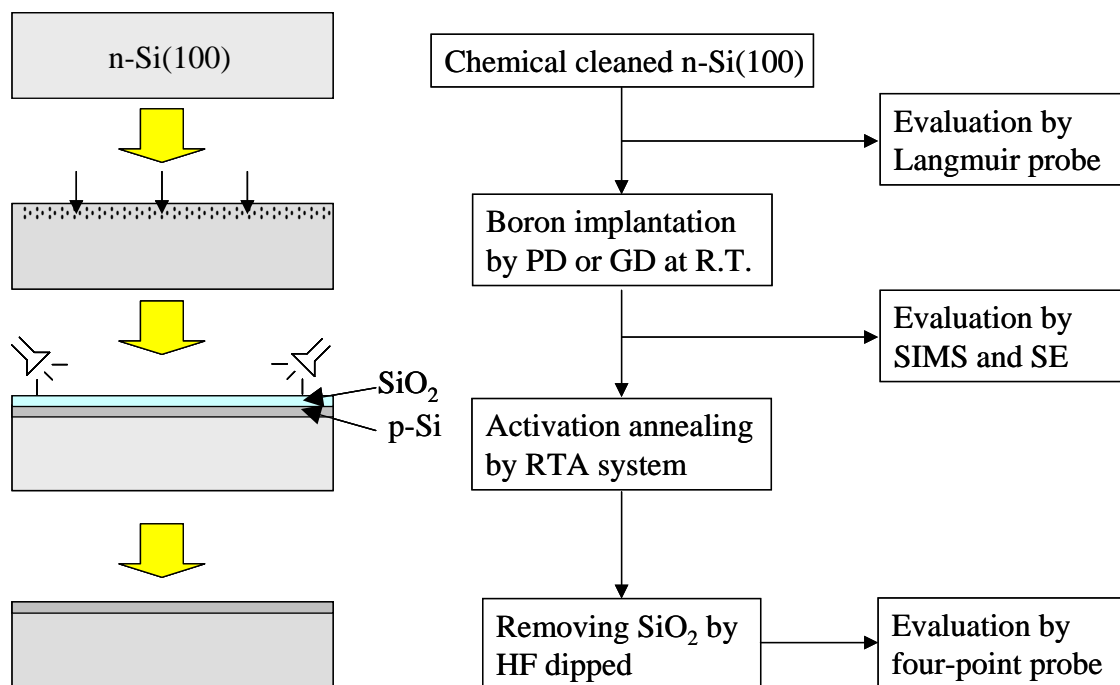 n-Si(100)
SiO₂
p-Si
Chemical cleaned n-Si(100)
Evaluation by
Langmuir probe
Boron implantation
by PD or GD at R.T.
Evaluation by
SIMS and SE
Activation annealing
by RTA system
Removing SiO₂ by
HF dipped
Evaluation by
four-point probe